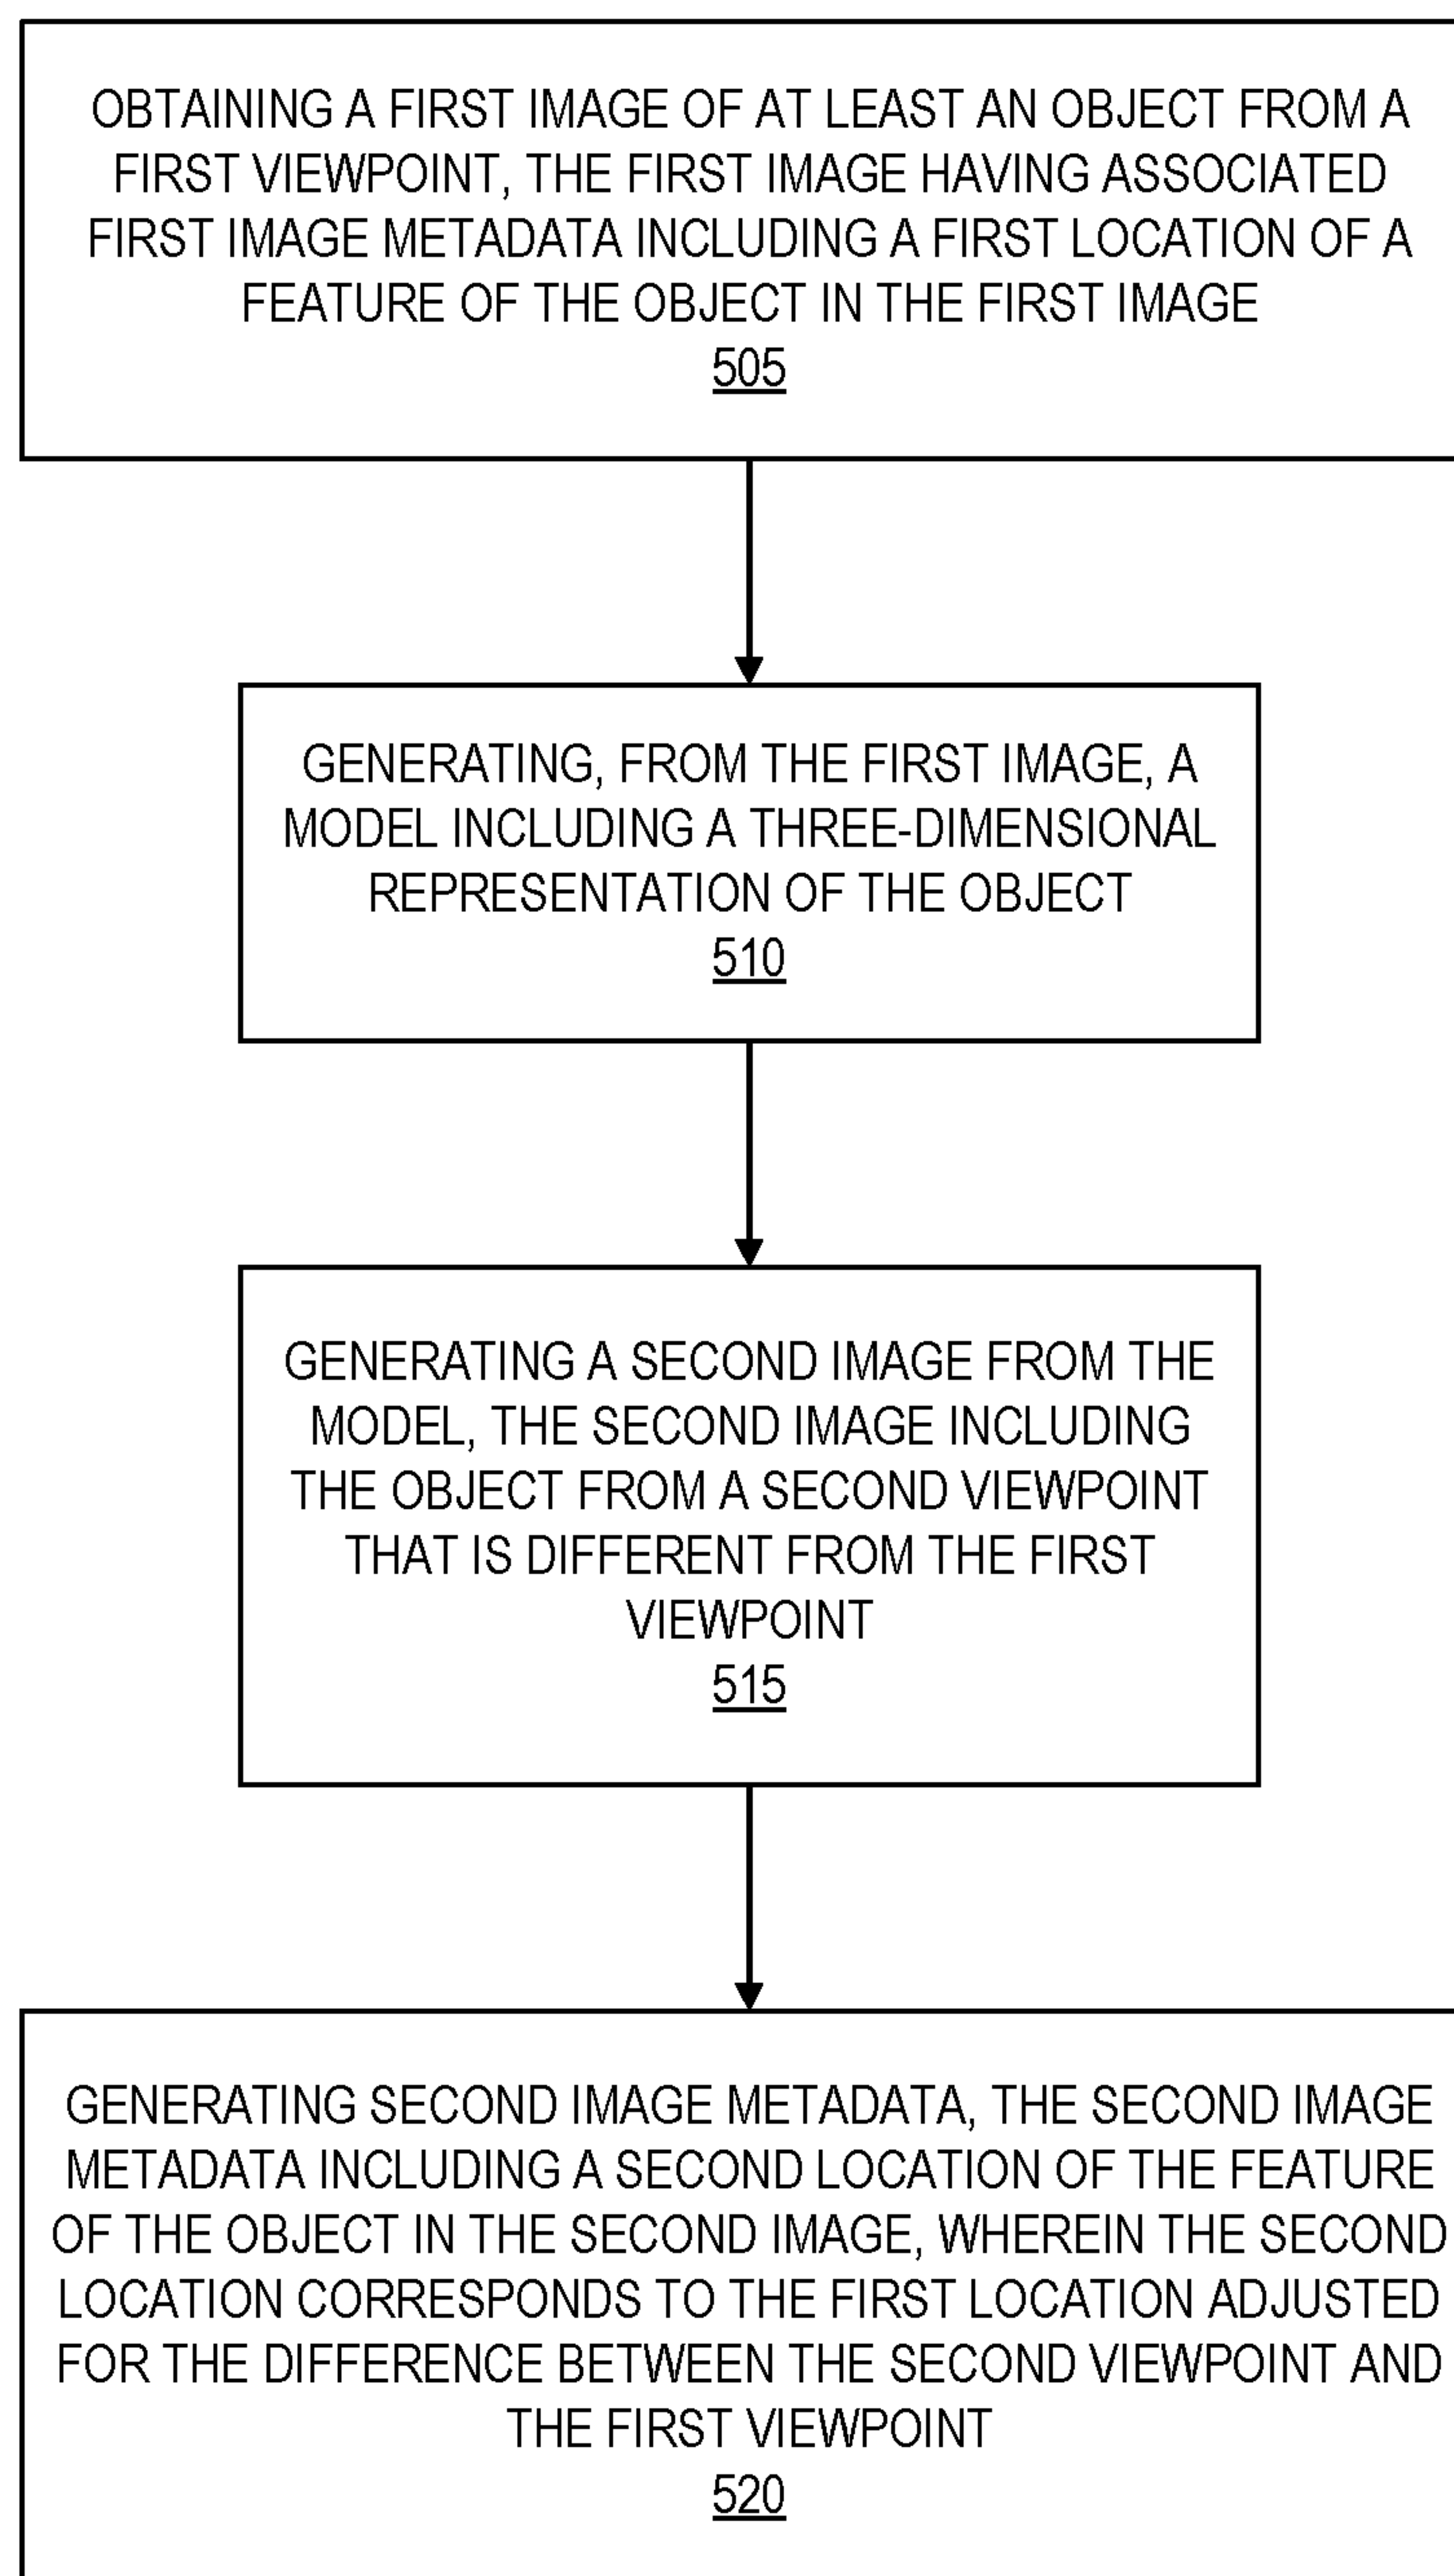 OBTAINING A FIRST IMAGE OF AT LEAST AN OBJECT FROM A
FIRST VIEWPOINT, THE FIRST IMAGE HAVING ASSOCIATED
FIRST IMAGE METADATA INCLUDING A FIRST LOCATION OF A
FEATURE OF THE OBJECT IN THE FIRST IMAGE
505
GENERATING, FROM THE FIRST IMAGE, A
MODEL INCLUDING A THREE-DIMENSIONAL
REPRESENTATION OF THE OBJECT
510
GENERATING A SECOND IMAGE FROM THE
MODEL, THE SECOND IMAGE INCLUDING
THE OBJECT FROM A SECOND VIEWPOINT
THAT IS DIFFERENT FROM THE FIRST
VIEWPOINT
515
GENERATING SECOND IMAGE METADATA, THE SECOND IMAGE
METADATA INCLUDING A SECOND LOCATION OF THE FEATURE
OF THE OBJECT IN THE SECOND IMAGE, WHEREIN THE SECOND
LOCATION CORRESPONDS TO THE FIRST LOCATION ADJUSTED
FOR THE DIFFERENCE BETWEEN THE SECOND VIEWPOINT AND
THE FIRST VIEWPOINT
520